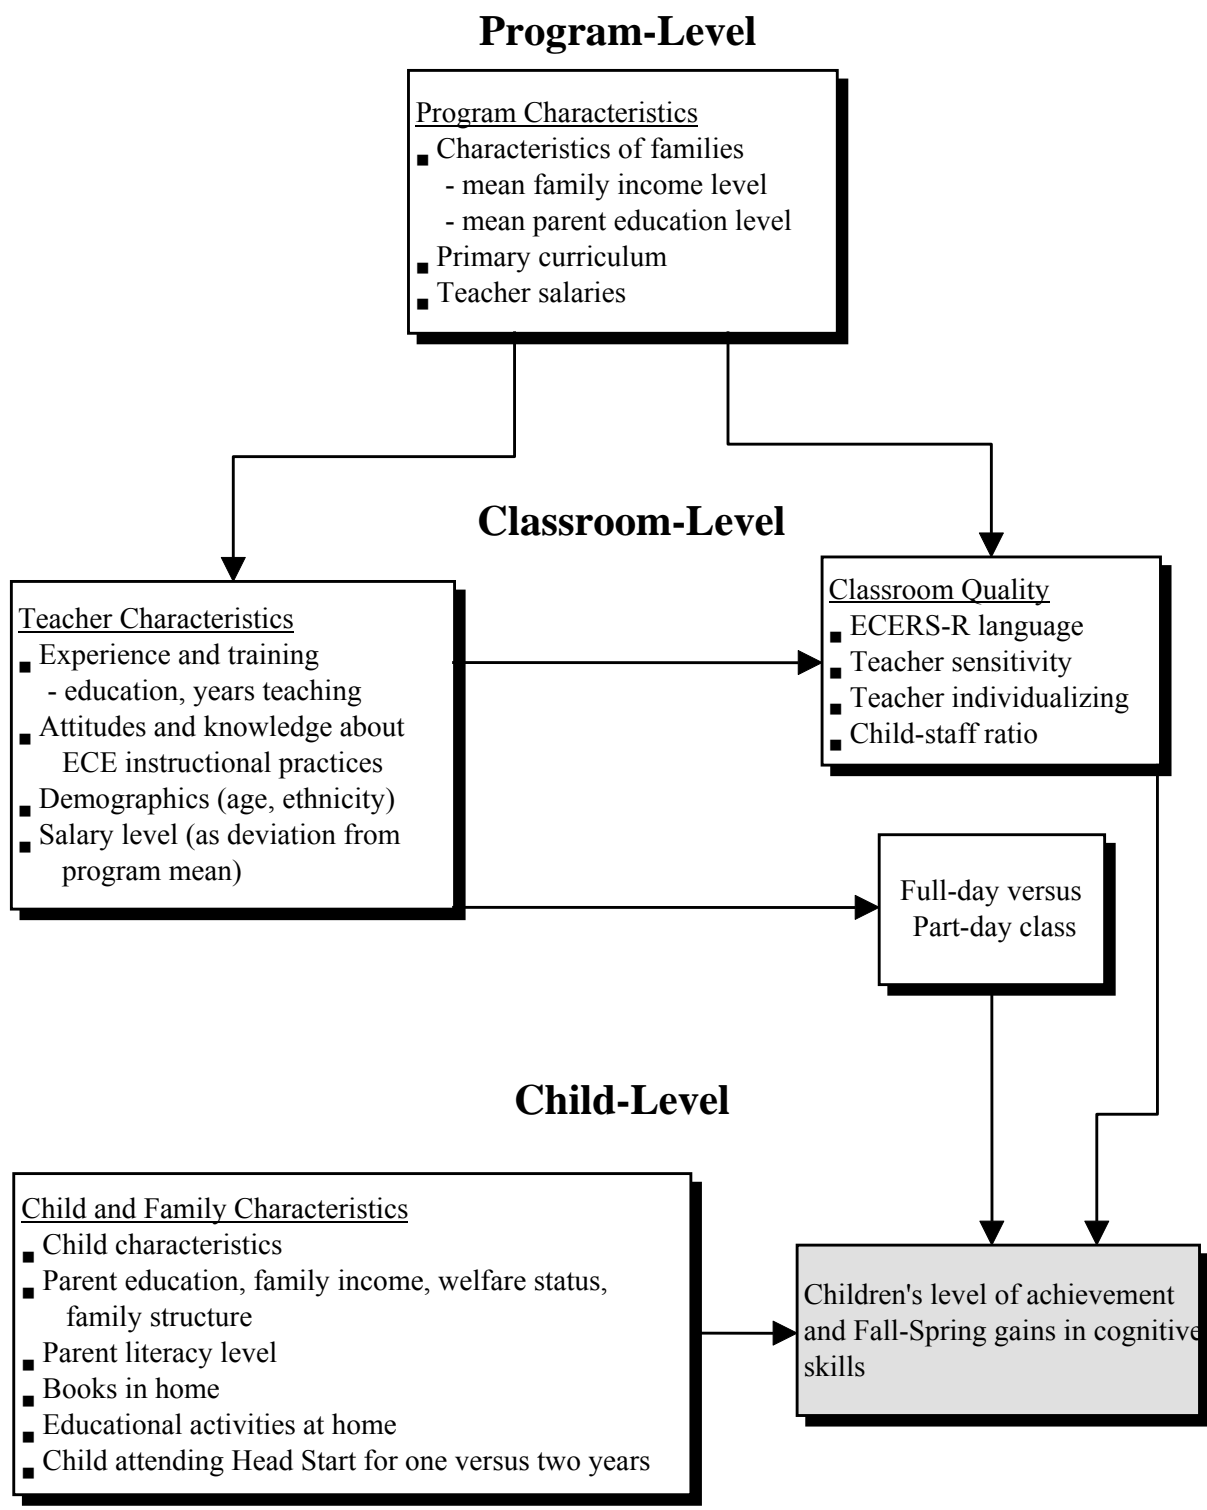 Program-Level
Program Characteristics
▪ Characteristics of families
- mean family income level
- mean parent education level
▪ Primary curriculum
▪ Teacher salaries
Classroom-Level
Teacher Characteristics
▪ Experience and training
- education, years teaching
▪ Attitudes and knowledge about
ECE instructional practices
▪ Demographics (age, ethnicity)
▪ Salary level (as deviation from
program mean)
Classroom Quality
▪ ECERS-R language
▪ Teacher sensitivity
▪ Teacher individualizing
▪ Child-staff ratio
Full-day versus
Part-day class
Child-Level
Child and Family Characteristics
▪ Child characteristics
▪ Parent education, family income, welfare status,
family structure
▪ Parent literacy level
▪ Books in home
▪ Educational activities at home
▪ Child attending Head Start for one versus two years
Children's level of achievement
and Fall-Spring gains in cognitive
skills